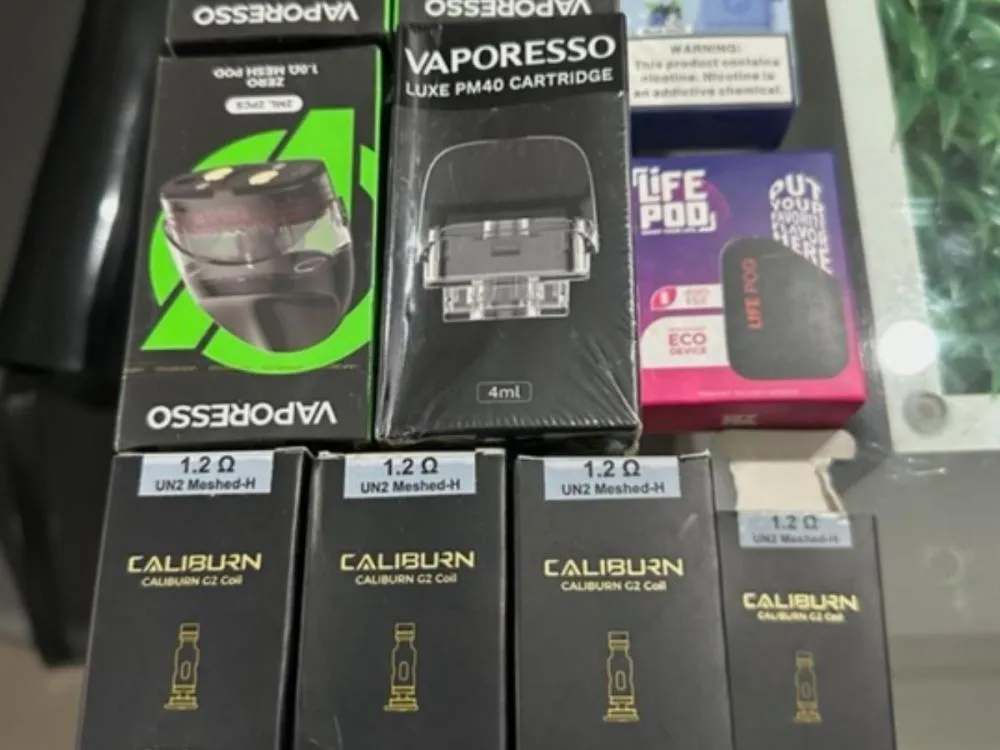 VAPORESSO
VAPORESSO
WARNING:
This product contains
nicotine. Nicotine is
an addictive chemical.
1.0Ω MESH POD
ZERO
2ML 2PCS
VAPORESSO
VAPORESSO
LUXE PM40 CARTRIDGE
4ml
LiFE
POD
PUT
YOUR
FAVORITE
FLAVOR
HERE
LIFE POD
ECO
DEVICE
1.2 Ω
UN2 Meshed-H
CALIBURN
CALIBURN G2 Coil
1.2 Ω
UN2 Meshed-H
CALIBURN
CALIBURN G2 Coil
1.2 Ω
UN2 Meshed-H
CALIBURN
CALIBURN G2 Coil
1.2 Ω
UN2 Meshed-H
CALIBURN
CALIBURN G2 Coil